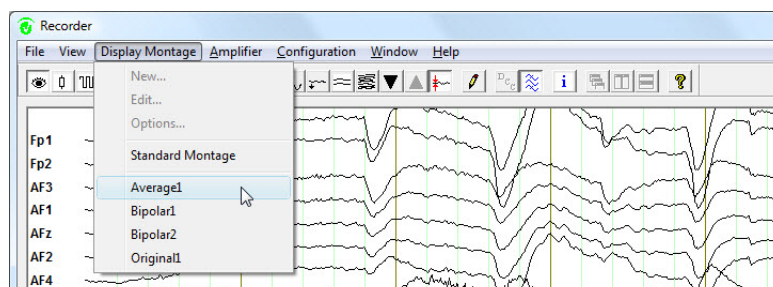 Recorder
File View Display Montage Amplifier Configuration Window Help
New...
Edit...
Options...
Standard Montage
Average1
Bipolar1
Bipolar2
Original1
Fp1
Fp2
AF3
AF1
AFz
AF2
AF4